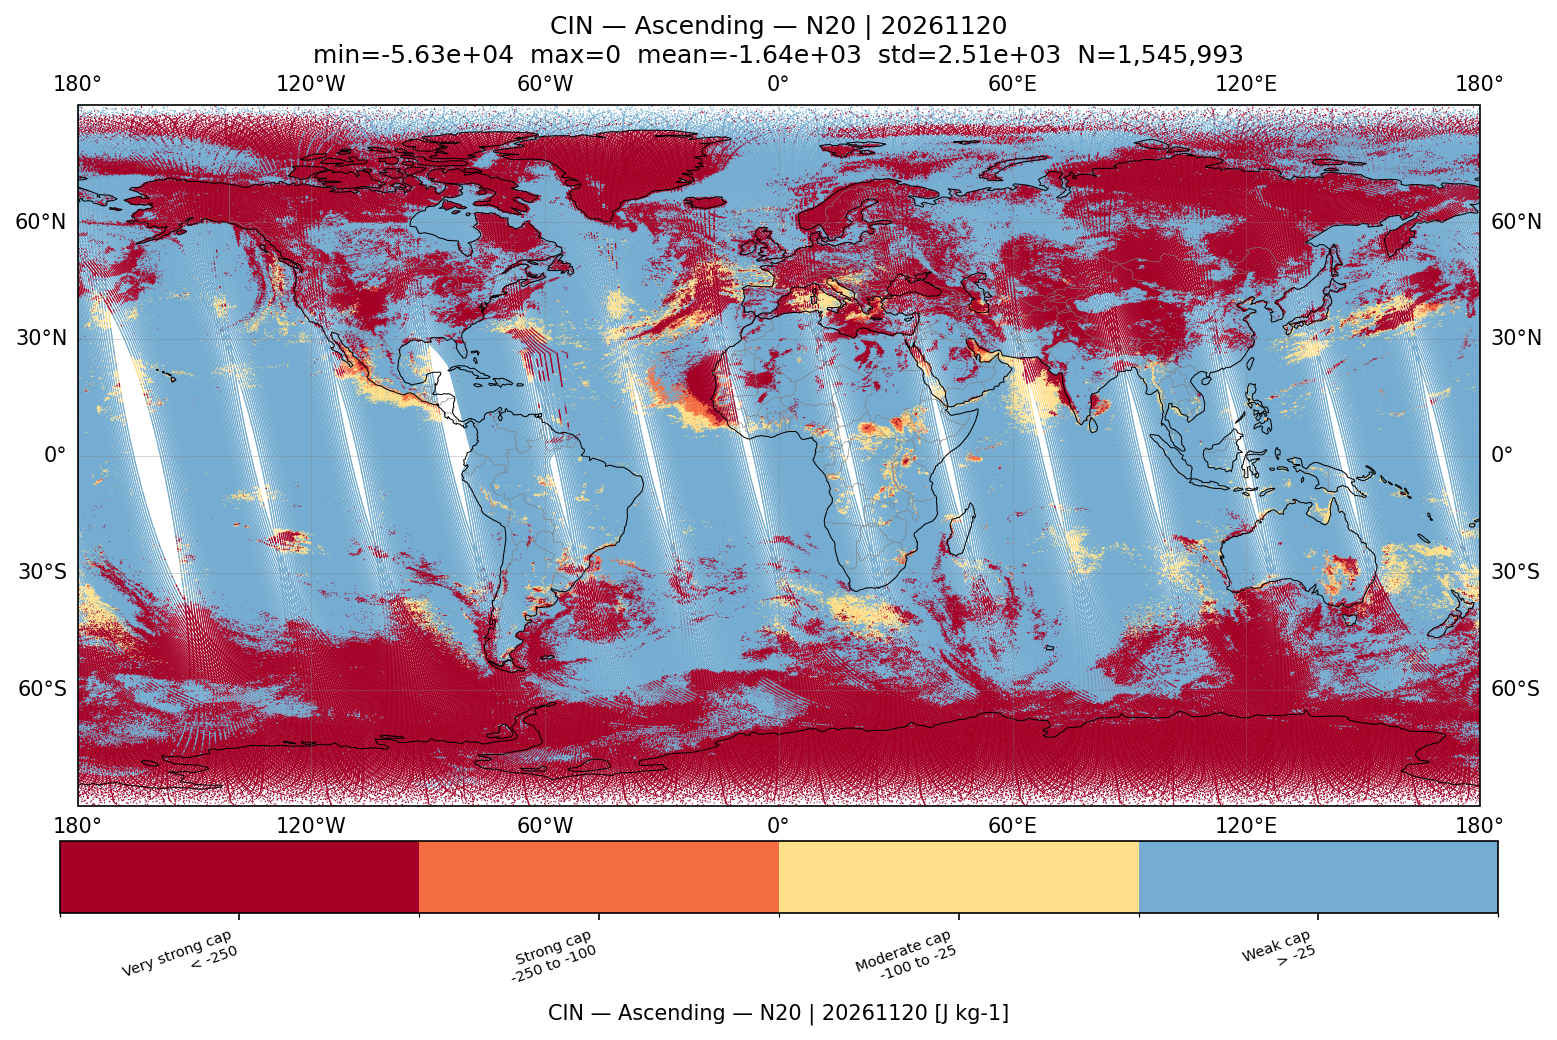 CIN — Ascending — N20 | 20261120
min=-5.63e+04  max=0  mean=-1.64e+03  std=2.51e+03  N=1,545,993
180° 120°W 60°W 0° 60°E 120°E 180°
60°N 60°N
30°N 30°N
0° 0°
30°S 30°S
60°S 60°S
180° 120°W 60°W 0° 60°E 120°E 180°
Very strong cap
< -250
Strong cap
-250 to -100
Moderate cap
-100 to -25
Weak cap
> -25
CIN — Ascending — N20 | 20261120 [J kg-1]